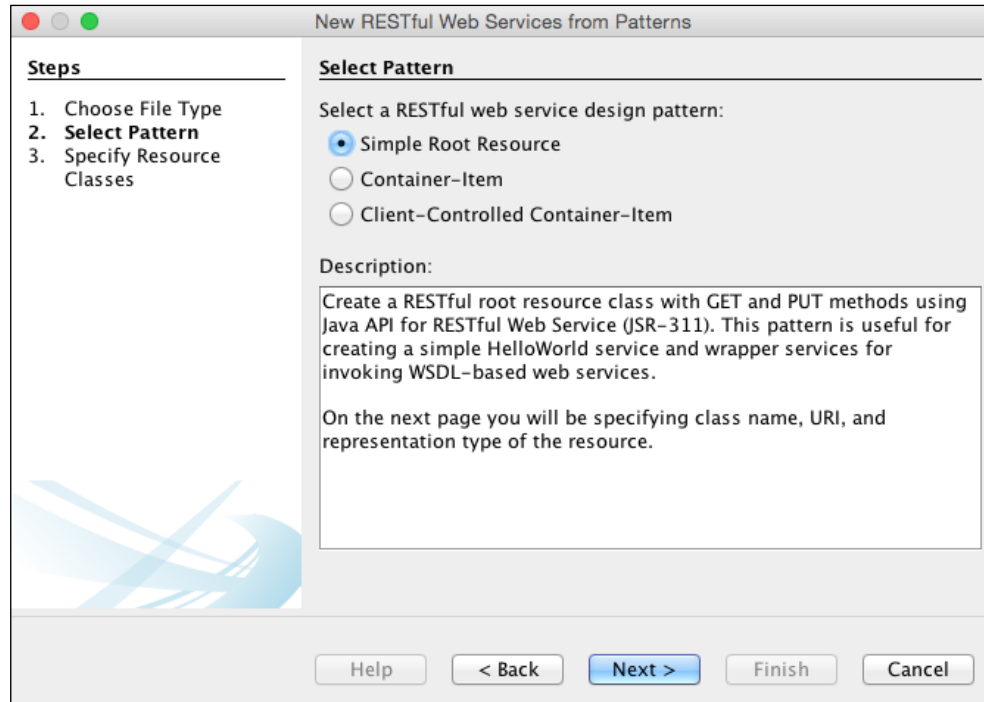 New RESTful Web Services from Patterns
Steps
1. Choose File Type
2. Select Pattern
3. Specify Resource
Classes
Select Pattern
Select a RESTful web service design pattern:
Simple Root Resource
Container-Item
Client-Controlled Container-Item
Description:
Create a RESTful root resource class with GET and PUT methods using
Java API for RESTful Web Service (JSR-311). This pattern is useful for
creating a simple HelloWorld service and wrapper services for
invoking WSDL-based web services.
On the next page you will be specifying class name, URI, and
representation type of the resource.
Help
< Back
Next >
Finish
Cancel